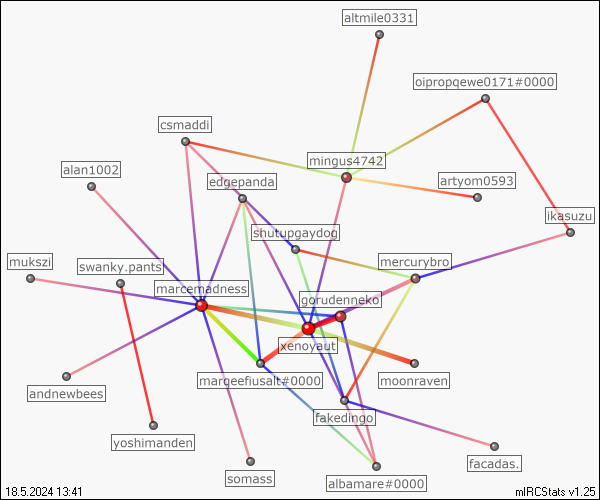 altmile0331
oipropqewe0171#0000
csmaddi
mingus4742
alan1002
edgepanda
artyom0593
ikasuzu
shutupgaydog
mukszi
swanky.pants
mercurybro
marcemadness
gorudenneko
xenoyaut
marqeefiusalt#0000
moonraven
andnewbees
fakedingo
yoshimanden
facadas.
somass
albamare#0000
18.5.2024 13:41
mIRCStats v1.25